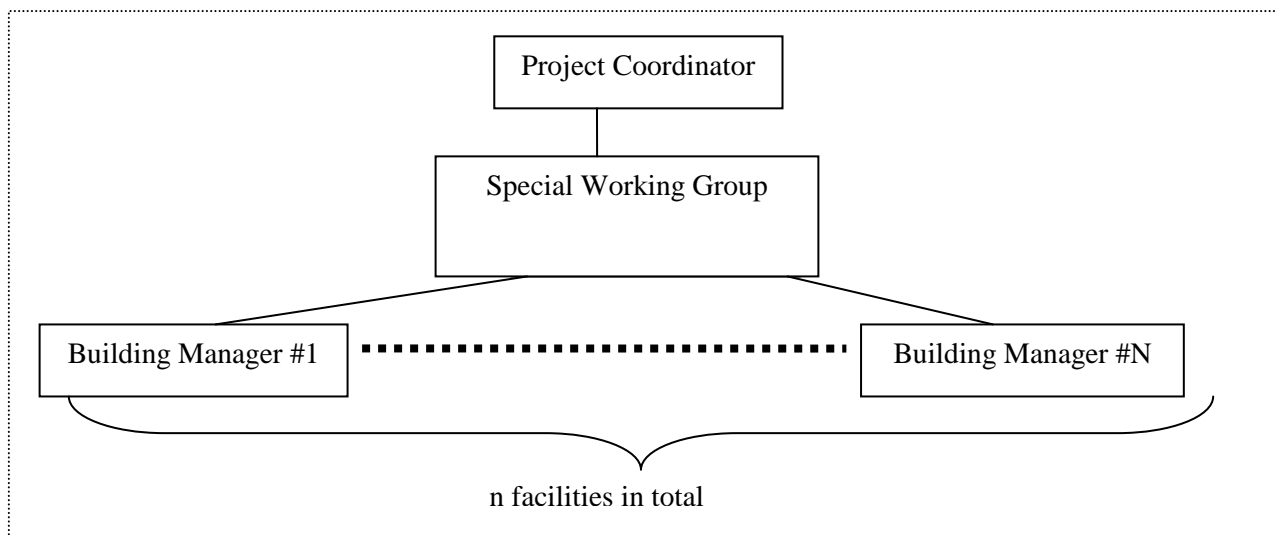 Project Coordinator
Special Working Group
Building Manager #1
Building Manager #N
n facilities in total